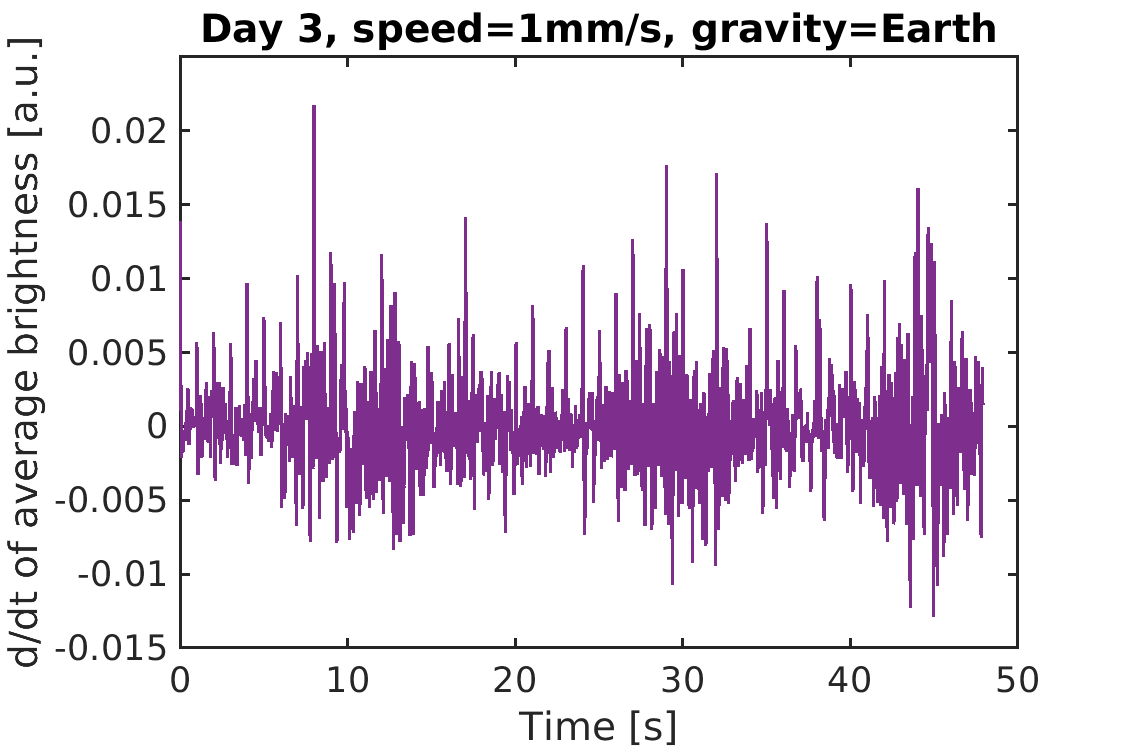 Day 3, speed=1mm/s, gravity=Earth
d/dt of average brightness [a.u.]
0.02
0.015
0.01
0.005
0
-0.005
-0.01
-0.015
0 10 20 30 40 50
Time [s]